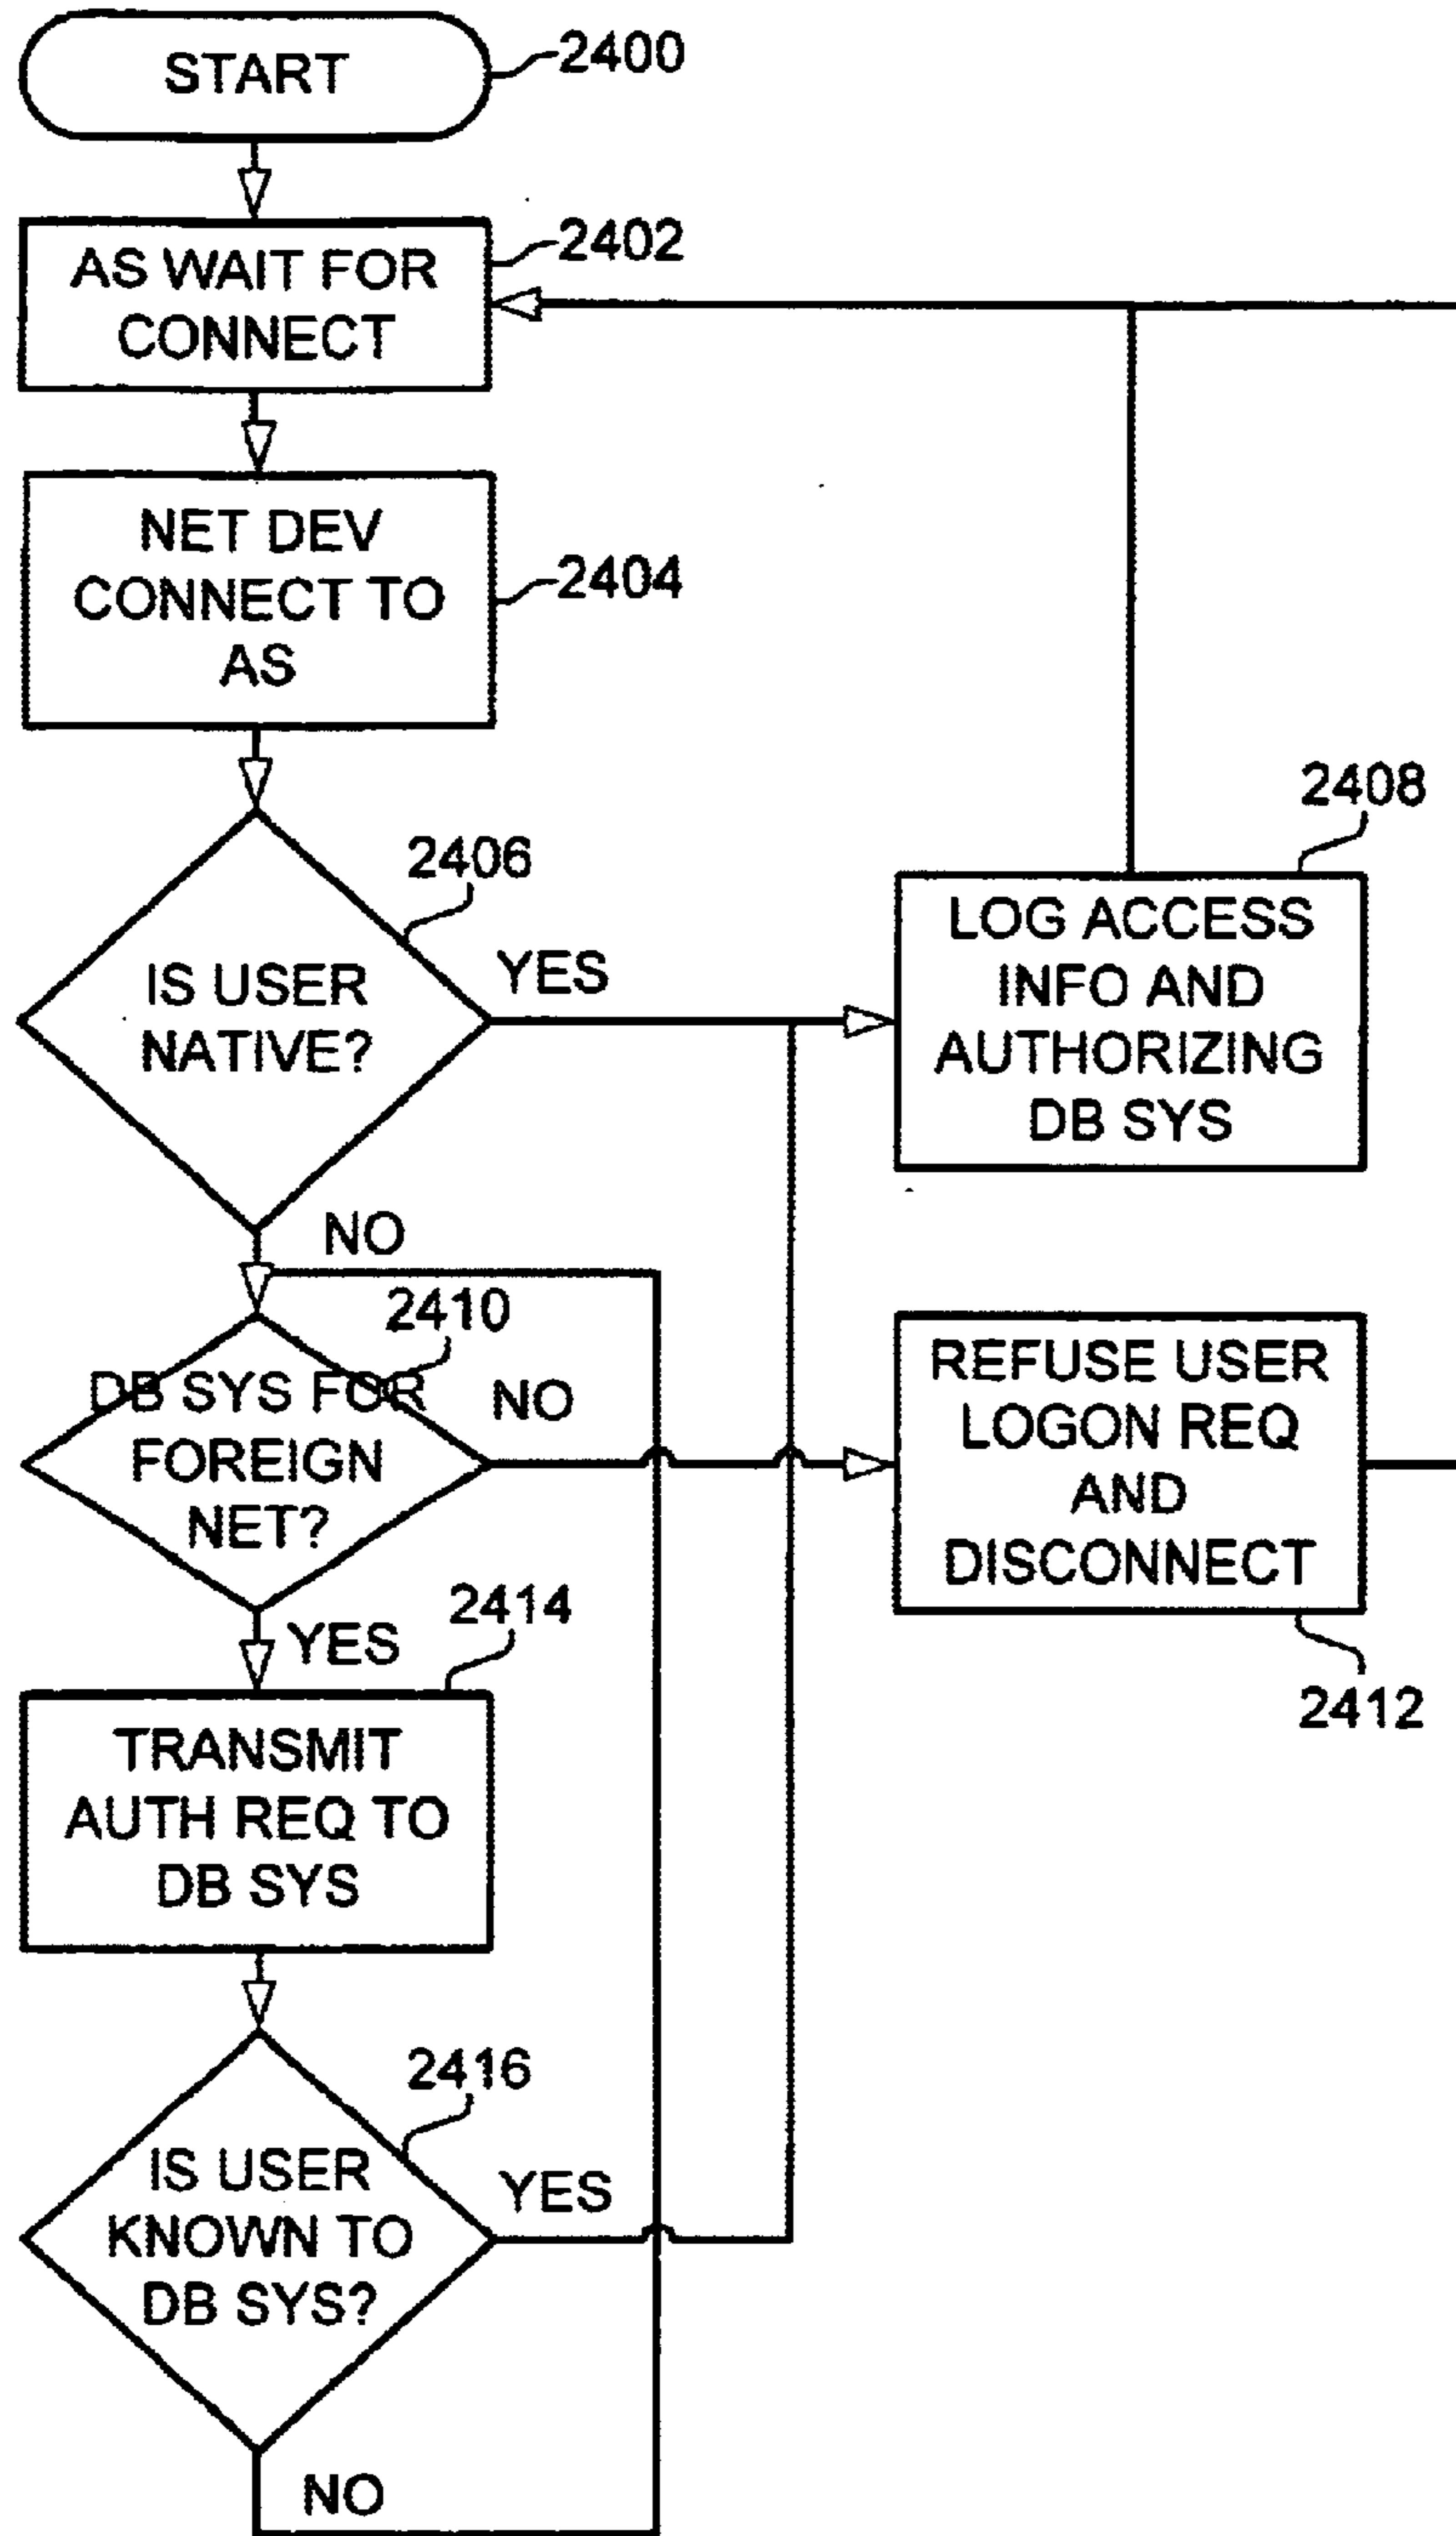 START
2400
AS WAIT FOR
CONNECT
2402
NET DEV
CONNECT TO
AS
2404
IS USER
NATIVE?
2406
YES
NO
LOG ACCESS
INFO AND
AUTHORIZING
DB SYS
2408
DB SYS FOR
FOREIGN
NET?
2410
NO
YES
REFUSE USER
LOGON REQ
AND
DISCONNECT
2412
TRANSMIT
AUTH REQ TO
DB SYS
2414
IS USER
KNOWN TO
DB SYS?
2416
YES
NO